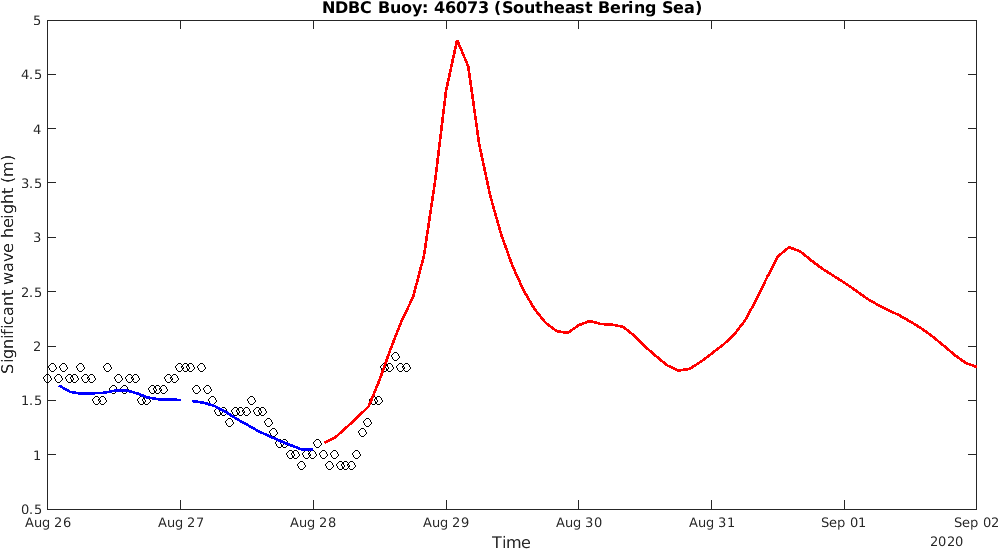 NDBC Buoy: 46073 (Southeast Bering Sea)
Significant wave height (m)
5
4.5
4
3.5
3
2.5
2
1.5
1
0.5
Aug 26 Aug 27 Aug 28 Aug 29 Aug 30 Aug 31 Sep 01 Sep 02
Time
2020